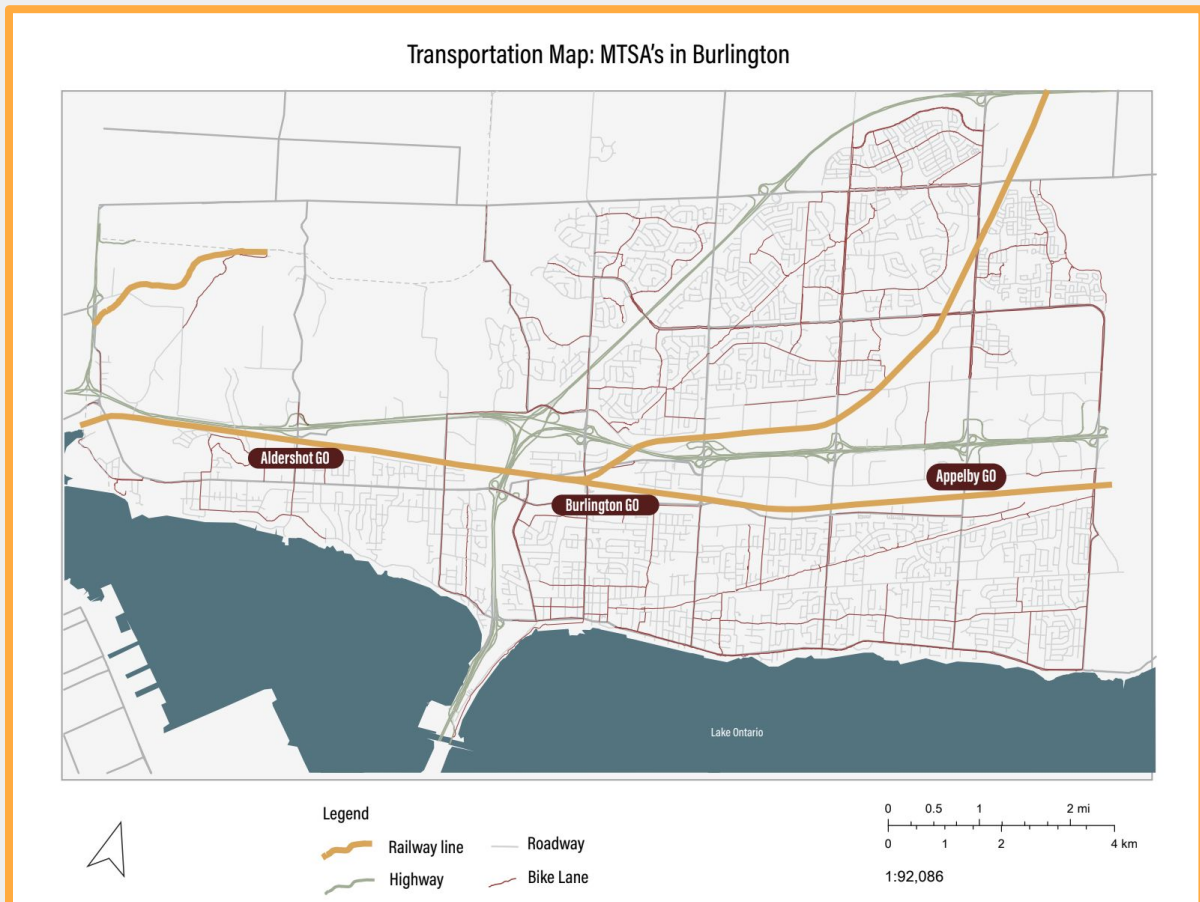 Transportation Map: MTSA's in Burlington
Aldershot GO
Appelby GO
Burlington GO
Lake Ontario
Legend
Railway line
Roadway
Highway
Bike Lane
0 0.5 1 2 mi
0 1 2 4 km
1:92,086